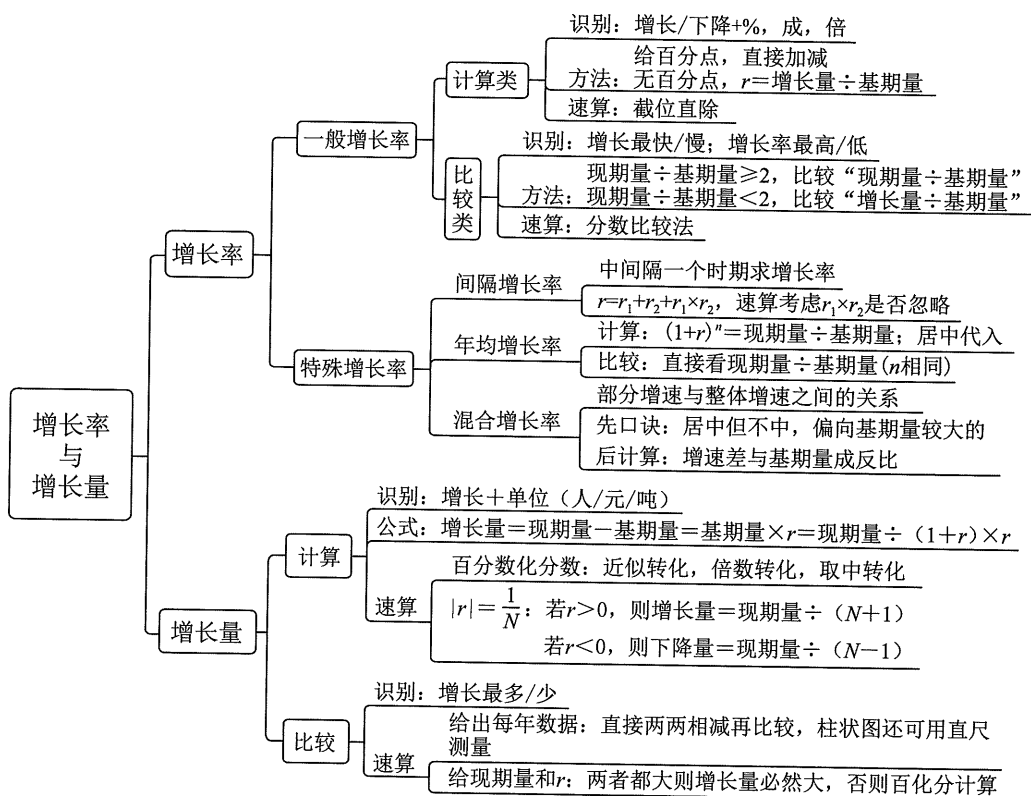 增长率
与
增长量
增长率
一般增长率
计算类
识别：增长/下降+%，成，倍
给百分点，直接加减
方法：无百分点，r＝增长量÷基期量
速算：截位直除
比
较
类
识别：增长最快/慢；增长率最高/低
现期量÷基期量≥2，比较“现期量÷基期量”
方法：现期量÷基期量＜2，比较“增长量÷基期量”
速算：分数比较法
特殊增长率
间隔增长率
中间隔一个时期求增长率
r=r₁+r₂+r₁×r₂，速算考虑r₁×r₂是否忽略
年均增长率
计算：(1+r)ⁿ＝现期量÷基期量；居中代入
比较：直接看现期量÷基期量(n相同)
混合增长率
部分增速与整体增速之间的关系
先口诀：居中但不中，偏向基期量较大的
后计算：增速差与基期量成反比
增长量
计算
识别：增长＋单位（人/元/吨）
公式：增长量＝现期量－基期量＝基期量×r＝现期量÷（1＋r）×r
速算
百分数化分数：近似转化，倍数转化，取中转化
|r|＝1/N：若r＞0，则增长量＝现期量÷（N＋1）
若r＜0，则下降量＝现期量÷（N－1）
比较
识别：增长最多/少
速算
给出每年数据：直接两两相减再比较，柱状图还可用直尺
测量
给现期量和r：两者都大则增长量必然大，否则百化分计算